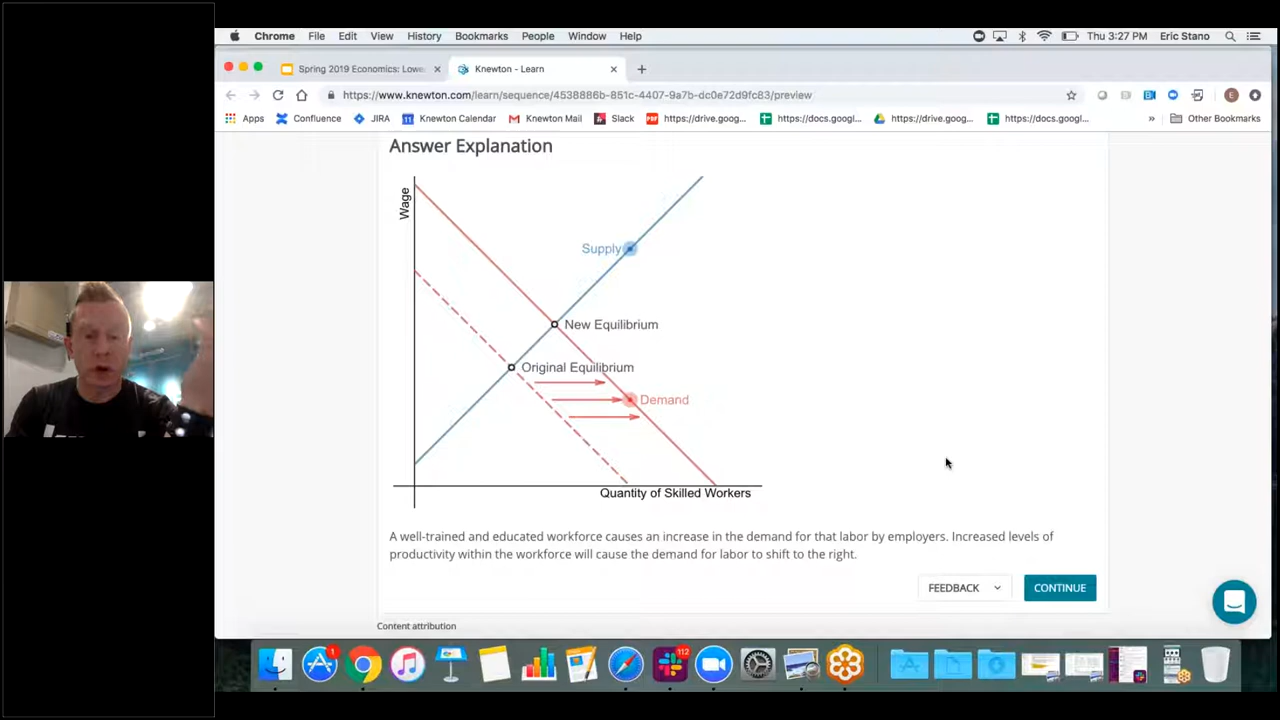 Chrome File Edit View History Bookmarks People Window Help Thu 3:27 PM Eric Stano
Spring 2019 Economics: Lowe
Knewton - Learn
https://www.knewton.com/learn/sequence/4538886b-851c-4407-9a7b-dc0e72d9fc83/preview
Apps Confluence JIRA Knewton Calendar Knewton Mail Slack https://drive.goog... https://docs.googl... https://drive.goog... https://docs.googl... » Other Bookmarks
Answer Explanation
Wage
Supply
New Equilibrium
Original Equilibrium
Demand
Quantity of Skilled Workers
A well-trained and educated workforce causes an increase in the demand for that labor by employers. Increased levels of
productivity within the workforce will cause the demand for labor to shift to the right.
FEEDBACK
CONTINUE
Content attribution
1
112